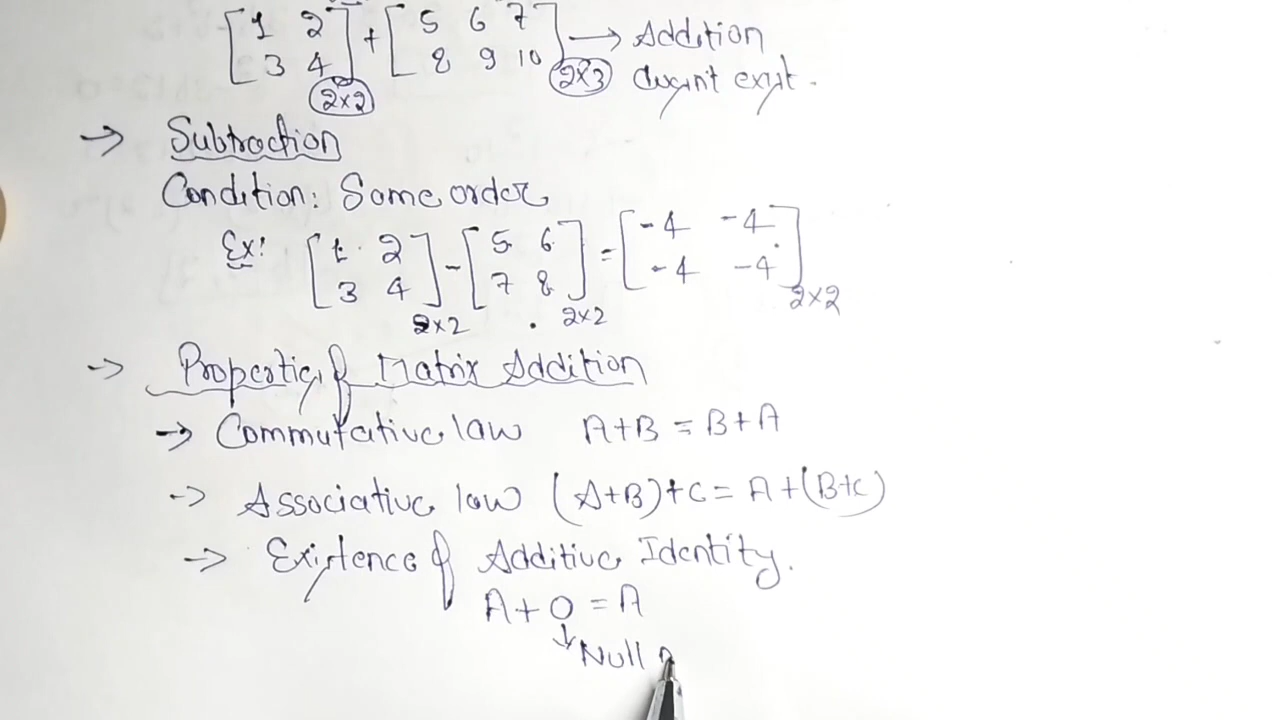 [1 2 3 4] 2×2 + [5 6 7 8 9 10] 2×3 → Addition
doesn't exist.
→ Subtraction
Condition: Same order
Ex: [1 2 3 4] 2×2 - [5 6 7 8] 2×2 = [-4 -4 -4 -4] 2×2
→ Properties of Matrix Addition
→ Commutative law A+B = B+A
→ Associative law (A+B)+C = A+(B+C)
→ Existence of Additive Identity.
A+O = A
↓ Null